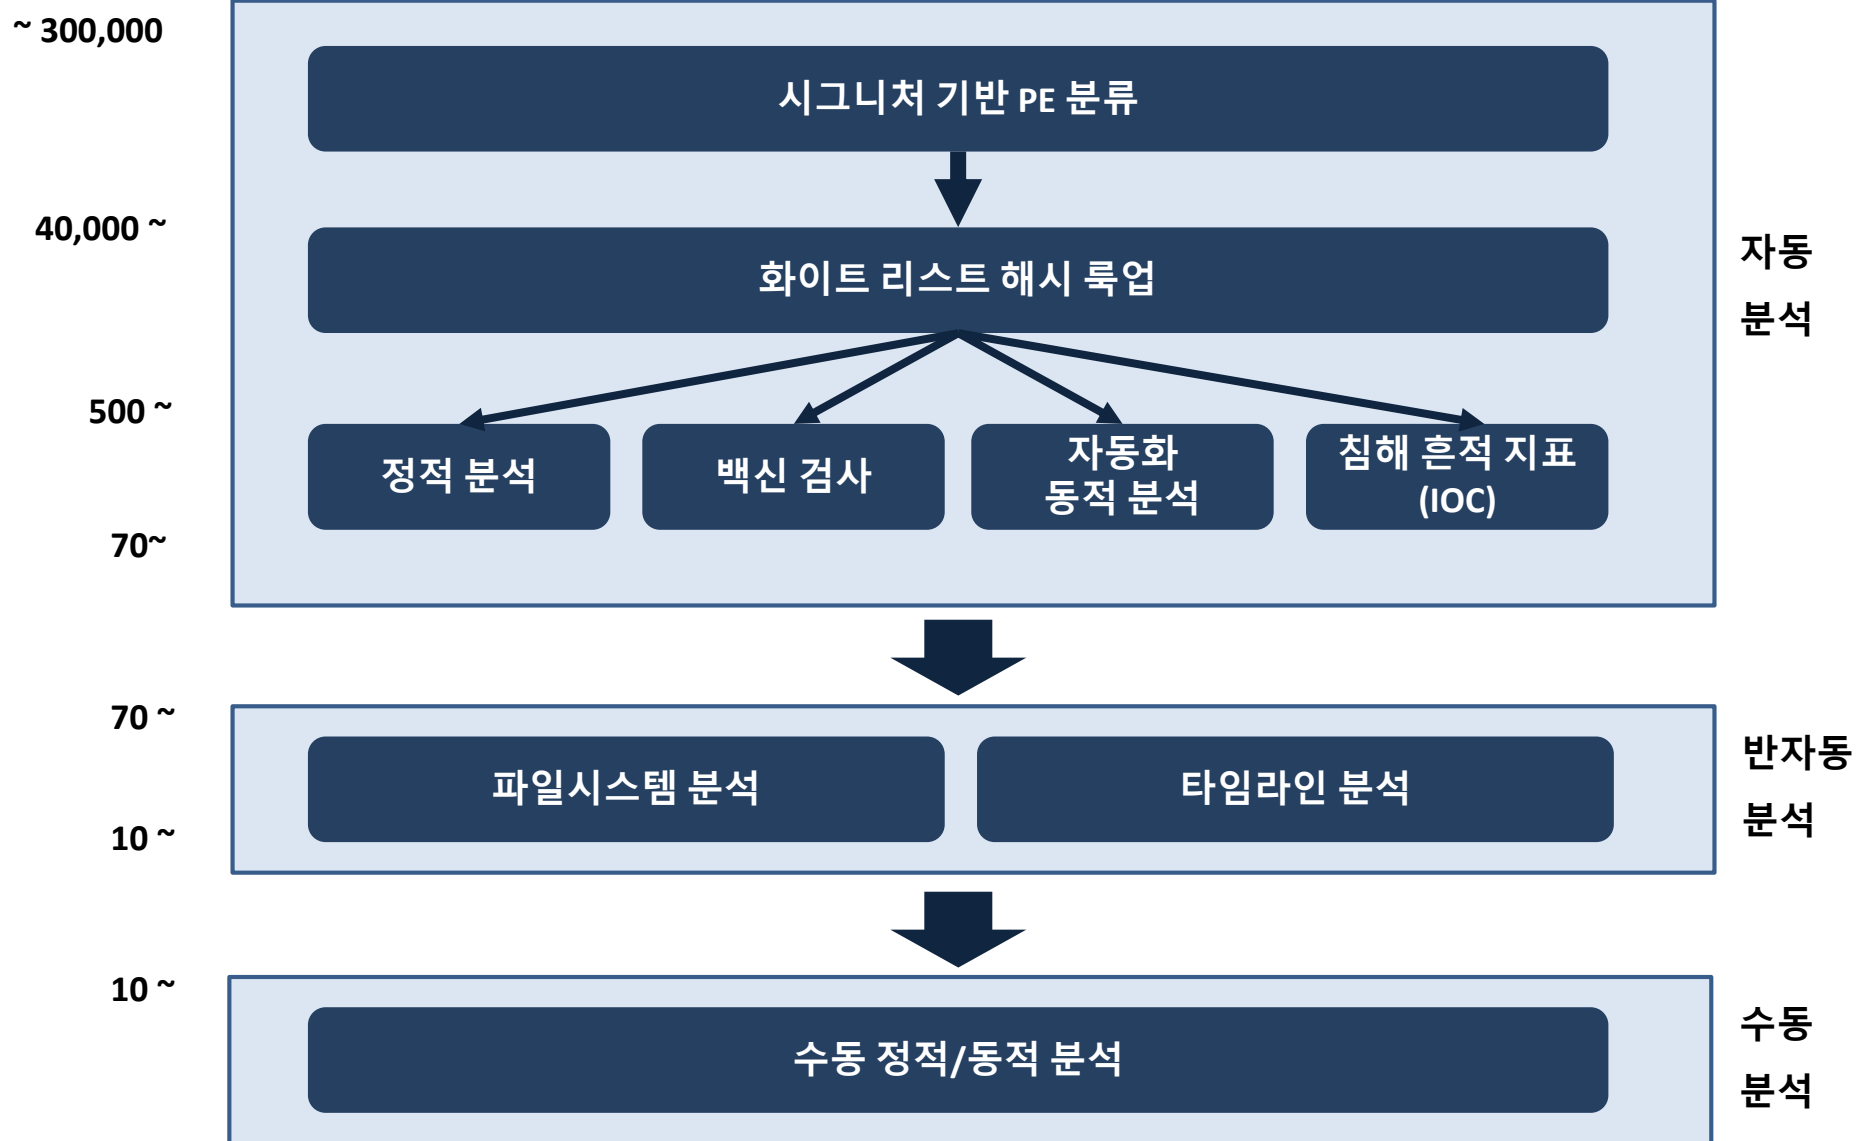 ~ 300,000
시그니처 기반 PE 분류
40,000 ~
화이트 리스트 해시 룩업
자동
분석
500 ~
정적 분석
백신 검사
자동화
동적 분석
침해 흔적 지표
(IOC)
70~
70 ~
파일시스템 분석
타임라인 분석
반자동
분석
10 ~
10 ~
수동 정적/동적 분석
수동
분석